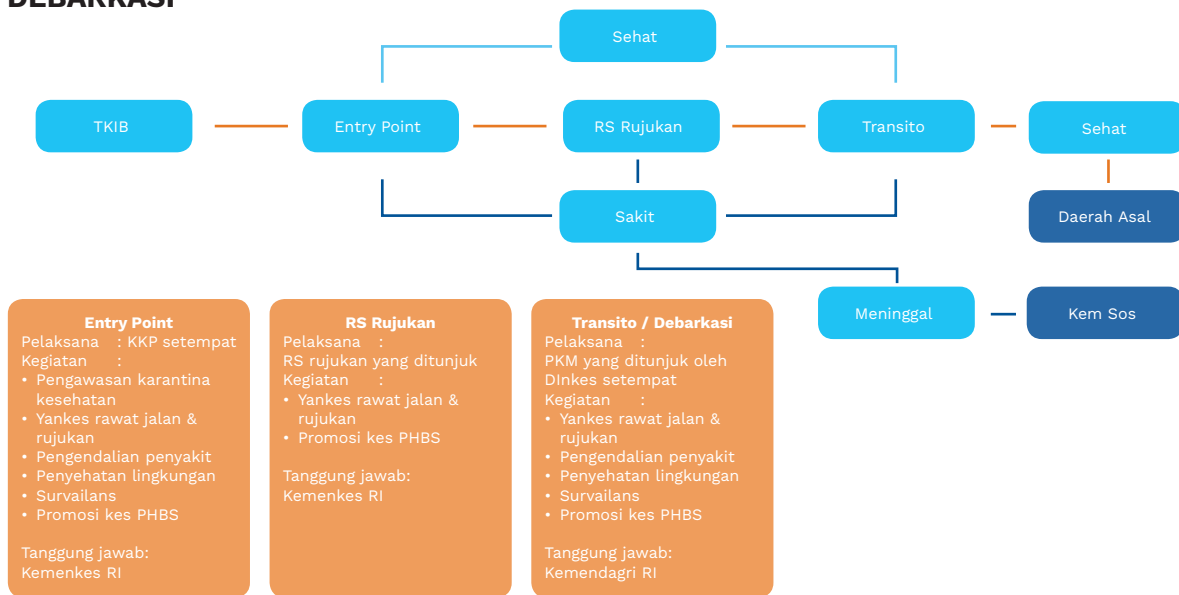 DEBARKASI
Sehat
TKIB
Entry Point
RS Rujukan
Transito
Sehat
Sakit
Daerah Asal
Meninggal
Kem Sos
Entry Point
Pelaksana : KKP setempat
Kegiatan :
• Pengawasan karantina
kesehatan
• Yankes rawat jalan &
rujukan
• Pengendalian penyakit
• Penyehatan lingkungan
• Survailans
• Promosi kes PHBS
Tanggung jawab:
Kemenkes RI
RS Rujukan
Pelaksana :
RS rujukan yang ditunjuk
Kegiatan :
• Yankes rawat jalan &
rujukan
• Promosi kes PHBS
Tanggung jawab:
Kemenkes RI
Transito / Debarkasi
Pelaksana :
PKM yang ditunjuk oleh
DInkes setempat
Kegiatan :
• Yankes rawat jalan &
rujukan
• Pengendalian penyakit
• Penyehatan lingkungan
• Survailans
• Promosi kes PHBS
Tanggung jawab:
Kemendagri RI